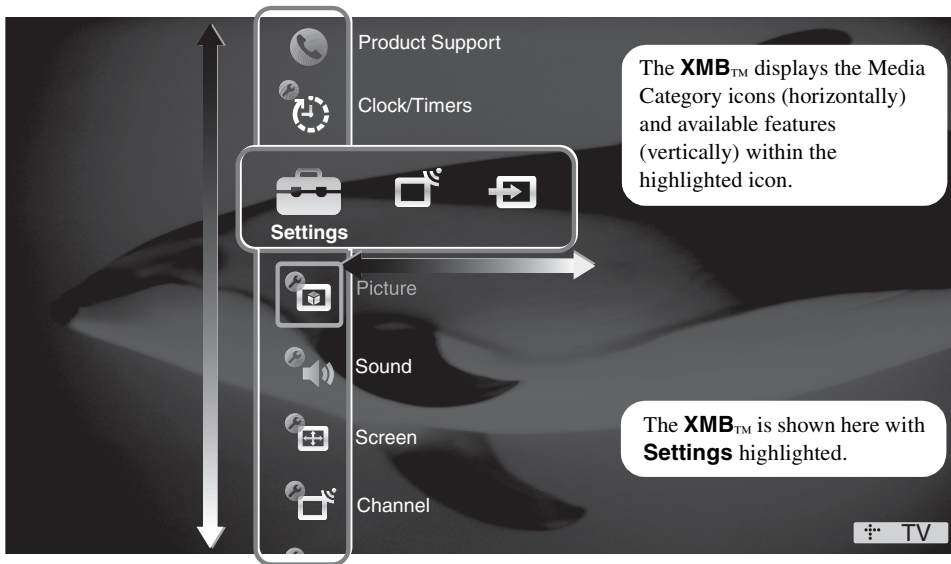 Product Support
Clock/Timers
The XMB™ displays the Media
Category icons (horizontally)
and available features
(vertically) within the
highlighted icon.
Settings
Picture
Sound
Screen
Channel
The XMB™ is shown here with
Settings highlighted.
TV